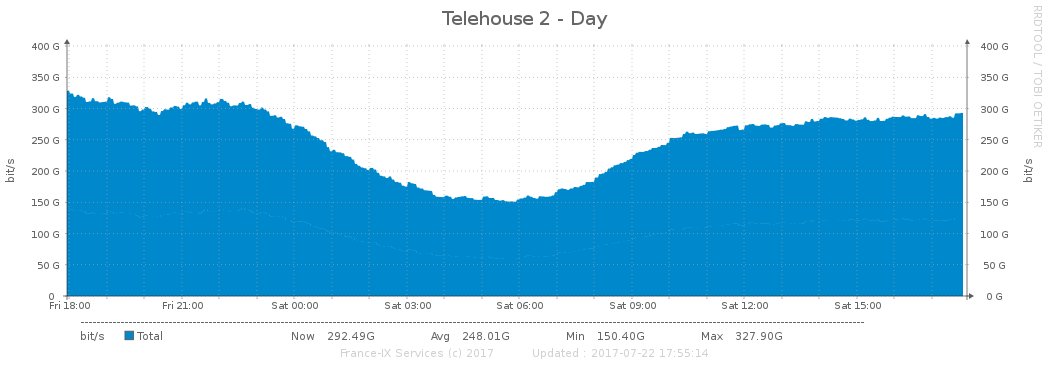 Telehouse 2 - Day
RRDTOOL / TOBI OETIKER
400 G 400 G
350 G 350 G
300 G 300 G
250 G 250 G
200 G 200 G
150 G 150 G
100 G 100 G
50 G 50 G
0 0 G
bit/s bit/s
Fri 18:00 Fri 21:00 Sat 00:00 Sat 03:00 Sat 06:00 Sat 09:00 Sat 12:00 Sat 15:00
bit/s Total Now 292.49G Avg 248.01G Min 150.40G Max 327.90G
France-IX Services (c) 2017 Updated : 2017-07-22 17:55:14